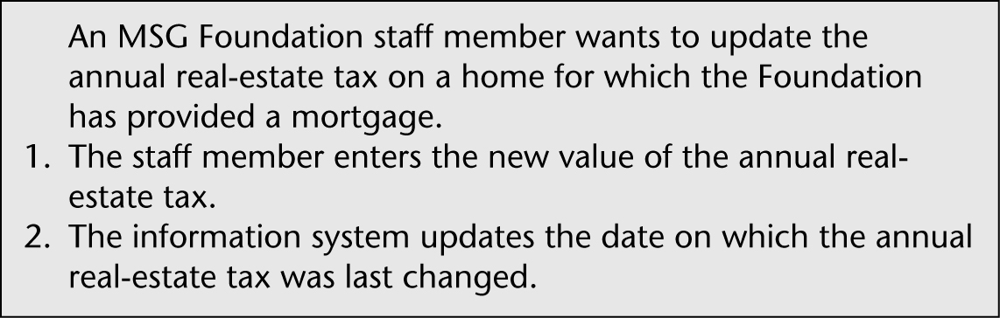 An MSG Foundation staff member wants to update the
annual real-estate tax on a home for which the Foundation
has provided a mortgage.
1. The staff member enters the new value of the annual real-
estate tax.
2. The information system updates the date on which the annual
real-estate tax was last changed.